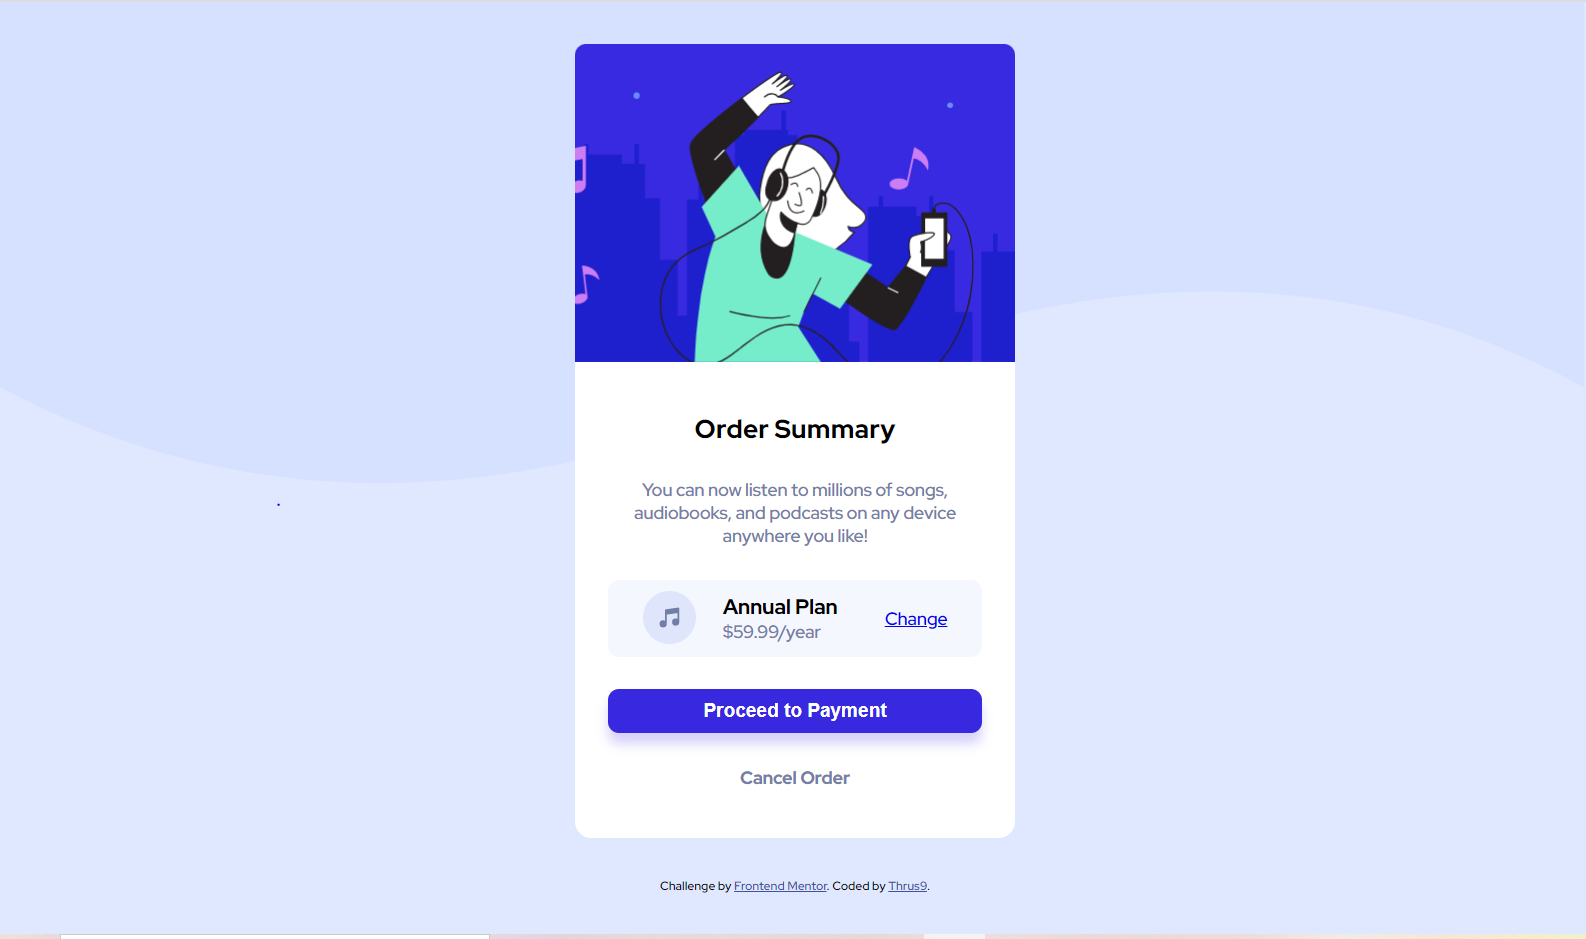 Order Summary
You can now listen to millions of songs,
audiobooks, and podcasts on any device
anywhere you like!
Annual Plan
$59.99/year
Change
Proceed to Payment
Cancel Order
Challenge by Frontend Mentor. Coded by Thrus9.